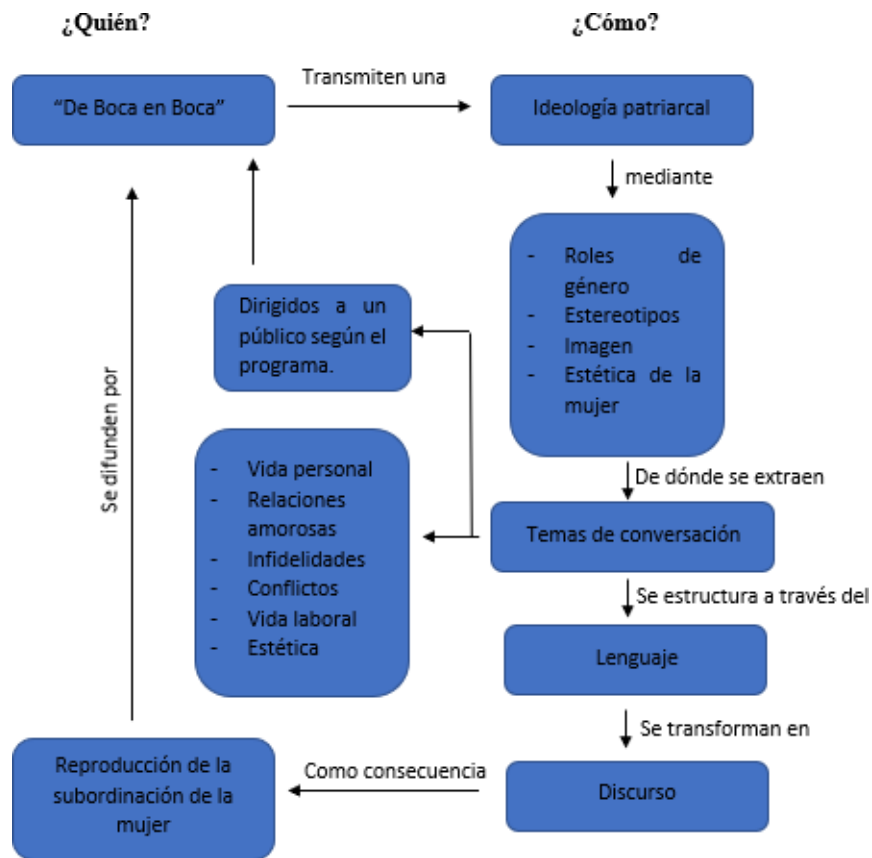 ¿Quién?
¿Cómo?
"De Boca en Boca"
Transmiten una
Ideología patriarcal
mediante
- Roles de
género
- Estereotipos
- Imagen
- Estética de la
mujer
Dirigidos a un
público según el
programa.
De dónde se extraen
Temas de conversación
- Vida personal
- Relaciones
amorosas
- Infidelidades
- Conflictos
- Vida laboral
- Estética
Se estructura a través del
Lenguaje
Se transforman en
Discurso
Como consecuencia
Reproducción de la
subordinación de la
mujer
Se difunden por